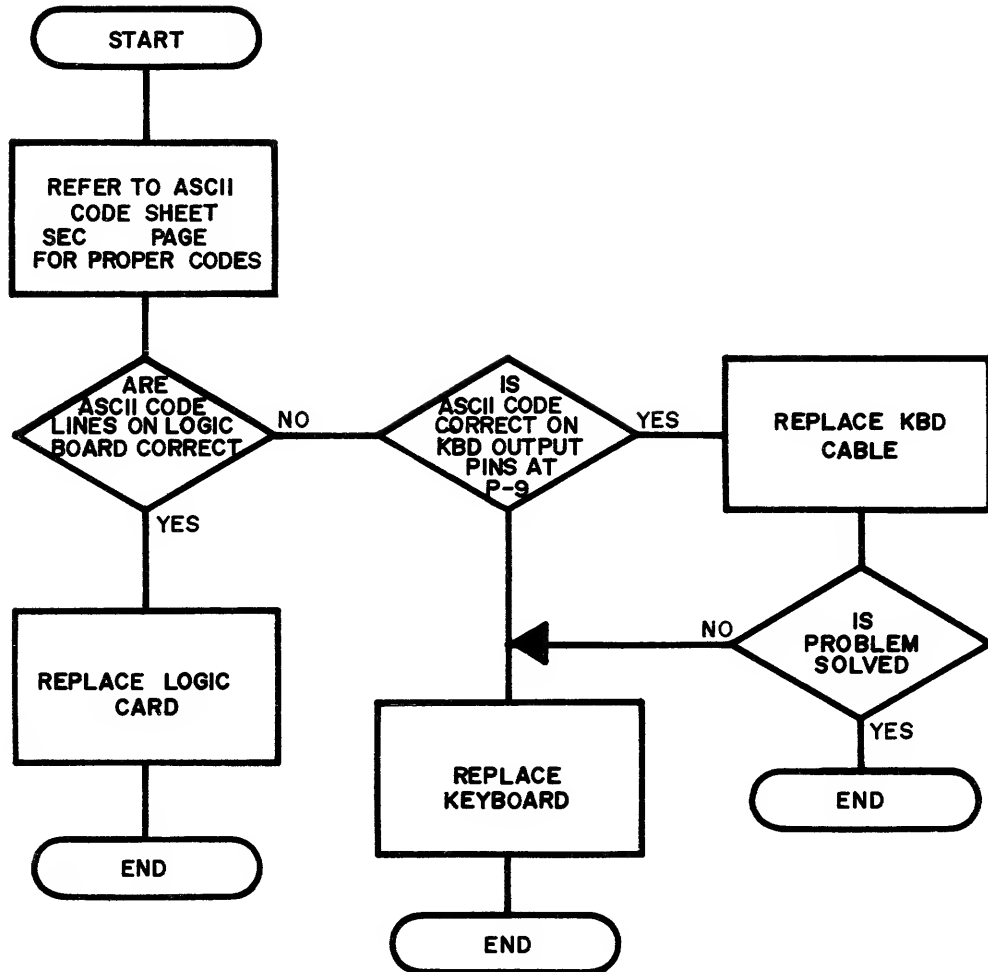 START
REFER TO ASCII
CODE SHEET
SEC PAGE
FOR PROPER CODES
ARE
ASCII CODE
LINES ON LOGIC
BOARD CORRECT
NO
YES
REPLACE LOGIC
CARD
END
IS
ASCII CODE
CORRECT ON
KBD OUTPUT
PINS AT
P-9
YES
REPLACE KBD
CABLE
IS
PROBLEM
SOLVED
NO
YES
END
REPLACE
KEYBOARD
END